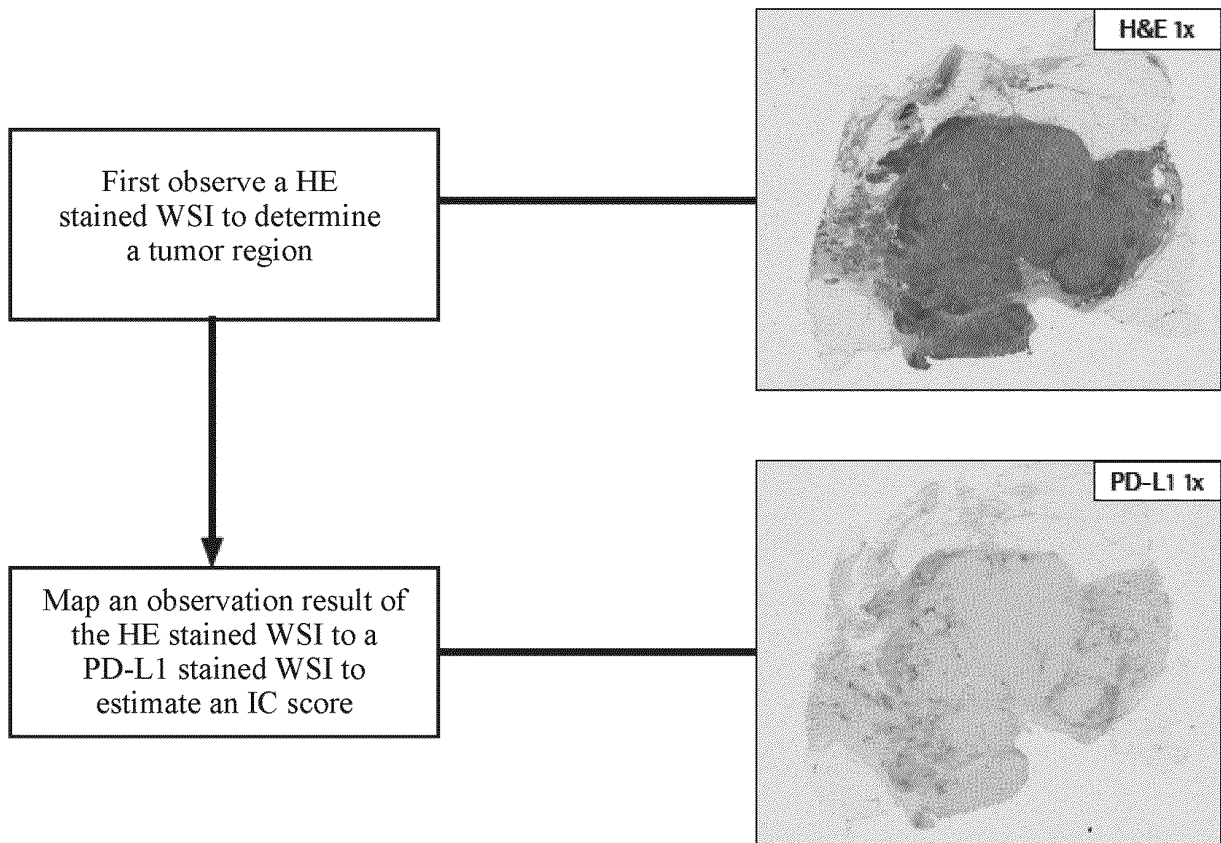 H&E 1x
First observe a HE
stained WSI to determine
a tumor region
PD-L1 1x
Map an observation result of
the HE stained WSI to a
PD-L1 stained WSI to
estimate an IC score